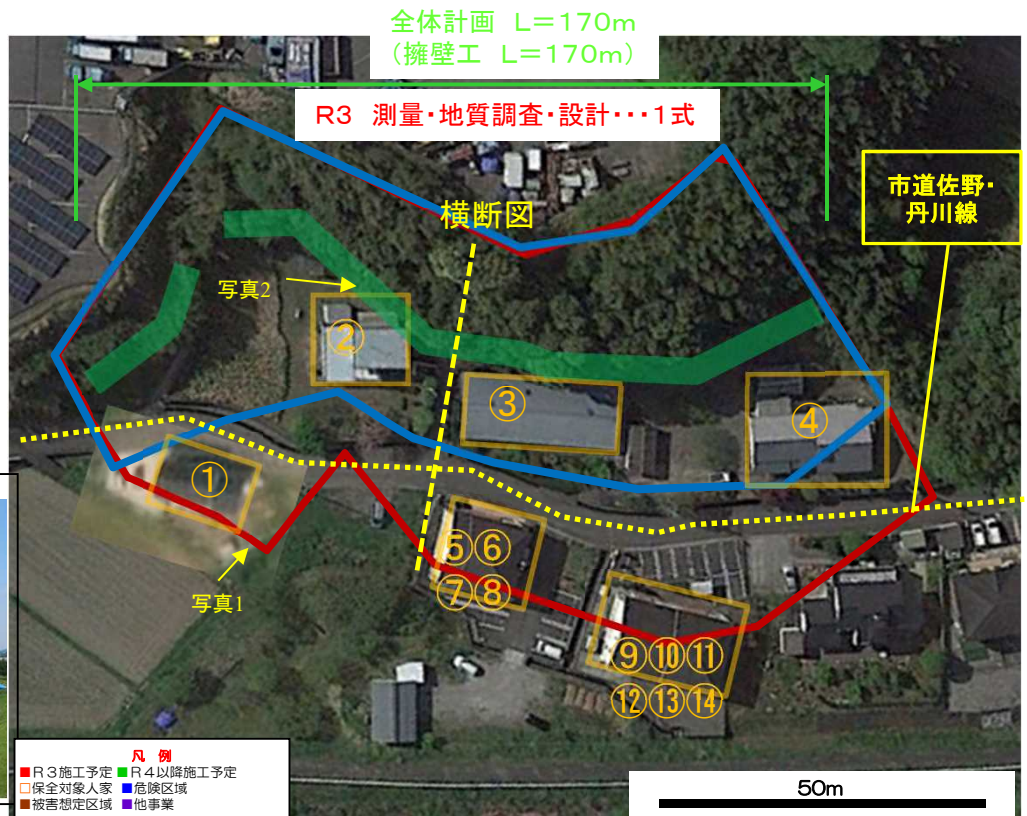 全体計画 L=170m
(擁壁工 L=170m)
R3 測量・地質調査・設計・・・1式
市道佐野・
丹川線
横断図
写真2
②
③
④
①
⑤⑥
⑦⑧
写真1
⑨⑩⑪
⑫⑬⑭
凡 例
■R3施工予定 ■R4以降施工予定
□保全対象人家 ■危険区域
■被害想定区域 ■他事業
50m